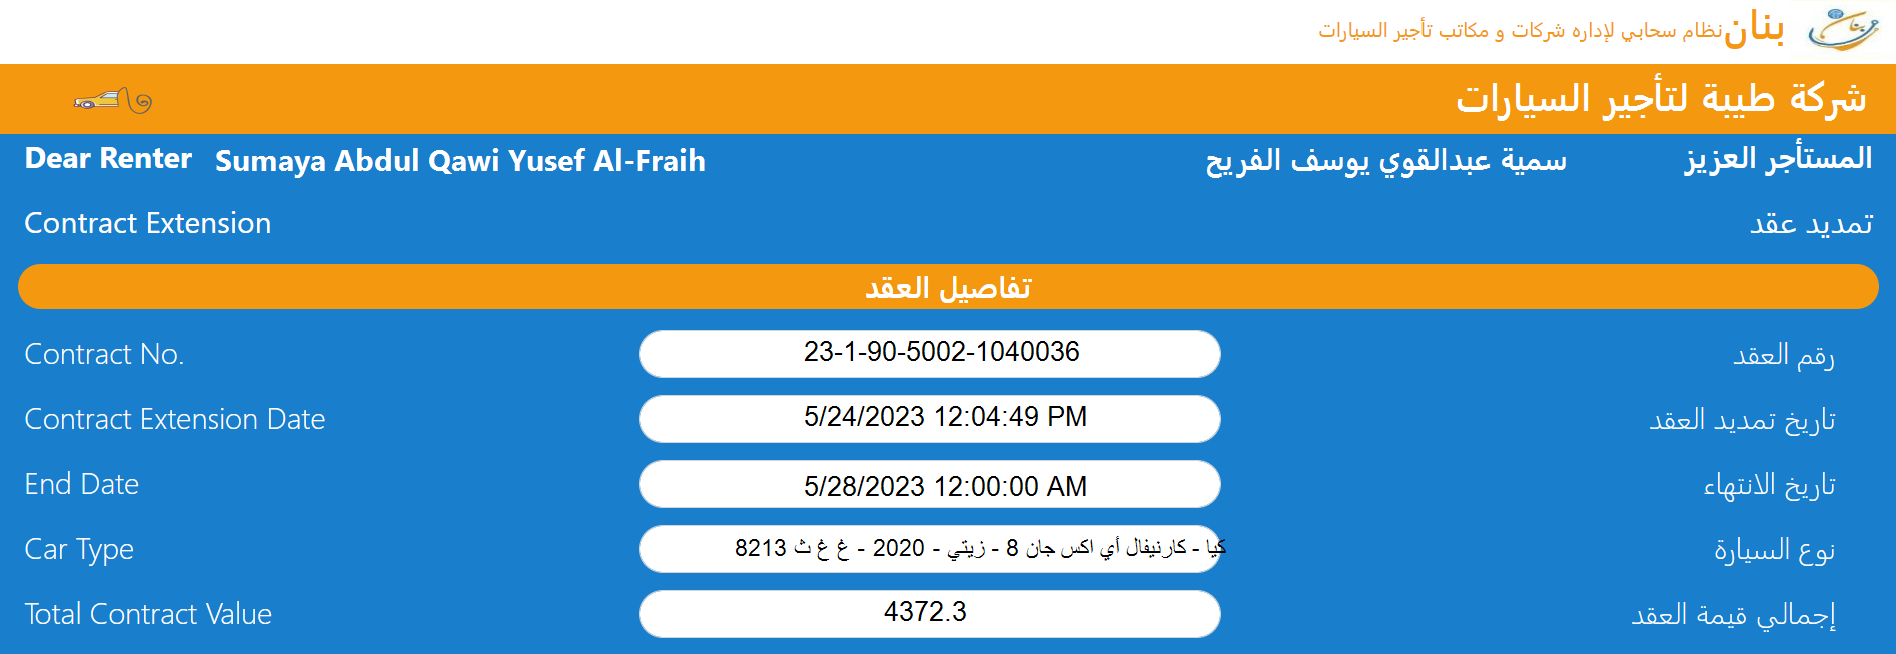 بنان نظام سحابي لإداره شركات و مكاتب تأجير السيارات
شركة طيبة لتأجير السيارات
Dear Renter Sumaya Abdul Qawi Yusef Al-Fraih سمية عبدالقوي يوسف الفريح المستأجر العزيز
Contract Extension تمديد عقد
تفاصيل العقد
Contract No. 23-1-90-5002-1040036 رقم العقد
Contract Extension Date 5/24/2023 12:04:49 PM تاريخ تمديد العقد
End Date 5/28/2023 12:00:00 AM تاريخ الانتهاء
Car Type كيا - كارنيفال أي اكس جان 8 - زيتي - 2020 - غ غ ث 8213 نوع السيارة
Total Contract Value 4372.3 إجمالي قيمة العقد